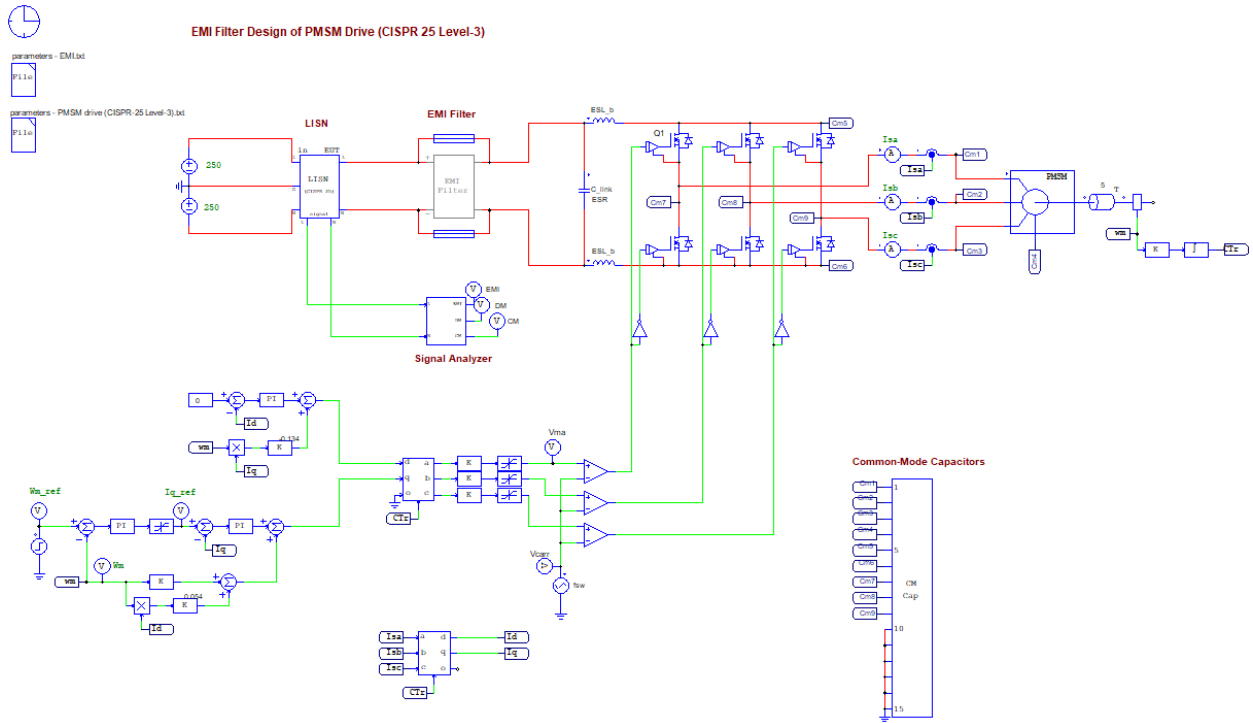 EMI Filter Design of PMSM Drive (CISPR 25 Level-3)
parameters - EMI.txt
File
parameters - PMSM drive (CISPR-25 Level-3).txt
File
LISN
EMI Filter
ESL_b
Cm5
Q1
in EUT
LISN
signal
250
250
EMI
Filter
C_link
ESR
ESL_b
Cm7
Cm8
Cm9
Cm6
Isa
A
Cm1
Isa
Isb
A
Cm2
Isb
Isc
A
Cm3
Isc
PMSM
Cm4
S
T
wm
K
∫
CTr
V
EMI
V
DM
V
CM
Signal Analyzer
0
PI
Id
wm
K
-0.134
Iq
Wm_ref
V
Iq_ref
V
PI
PI
Iq
wm
V
Wm
K
K
0.054
Id
d a
q b
o c
CTr
K
K
K
Vma
V
Vcarr
V
fsw
Isa
Isb
Isc
a d
b q
c o
CTr
Id
Iq
Common-Mode Capacitors
Cm1
Cm2
Cm3
Cm4
Cm5
Cm6
Cm7
Cm8
Cm9
1
5
CM
Cap
10
15